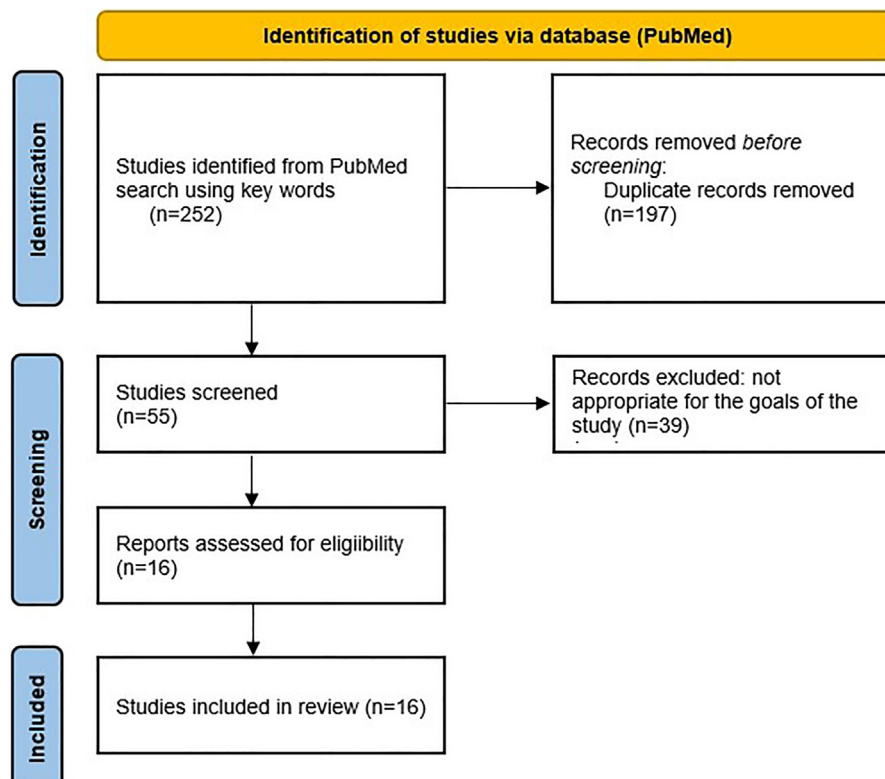 Identification of studies via database (PubMed)
Identification
Studies identified from PubMed
search using key words
(n=252)
Records removed before
screening:
Duplicate records removed
(n=197)
Screening
Studies screened
(n=55)
Records excluded: not
appropriate for the goals of the
study (n=39)
Reports assessed for eligiibility
(n=16)
Included
Studies included in review (n=16)